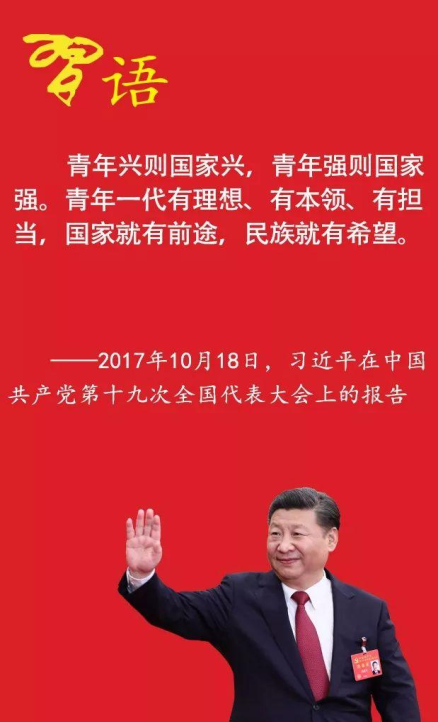 習语
青年兴则国家兴，青年强则国家
强。青年一代有理想、有本领、有担
当，国家就有前途，民族就有希望。
——2017年10月18日，习近平在中国
共产党第十九次全国代表大会上的报告